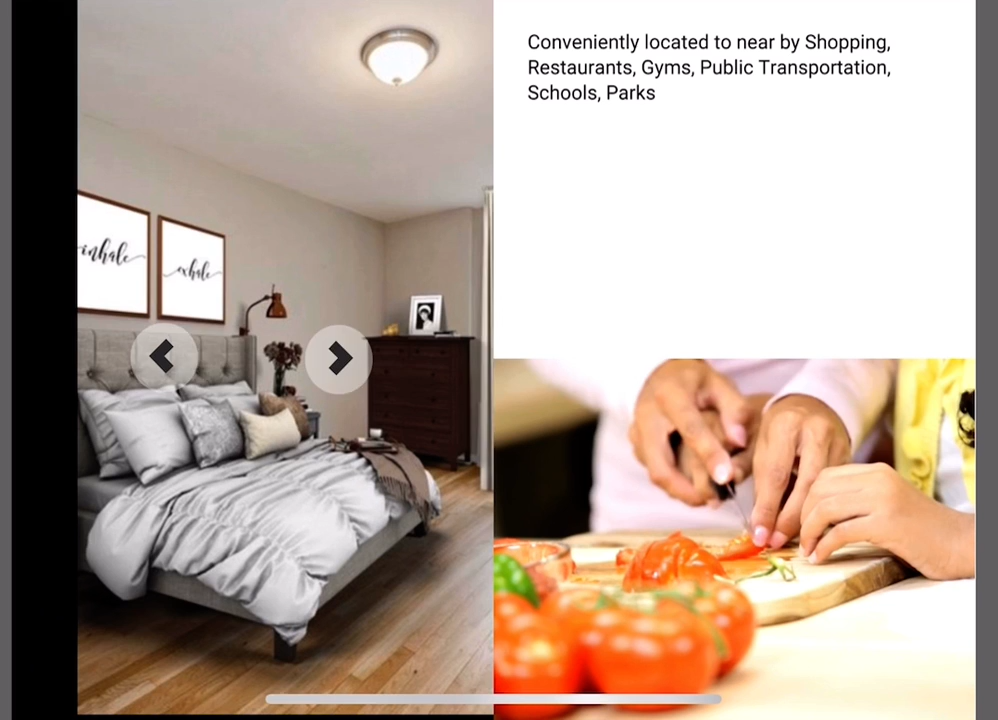 inhale
exhale
Conveniently located to near by Shopping,
Restaurants, Gyms, Public Transportation,
Schools, Parks